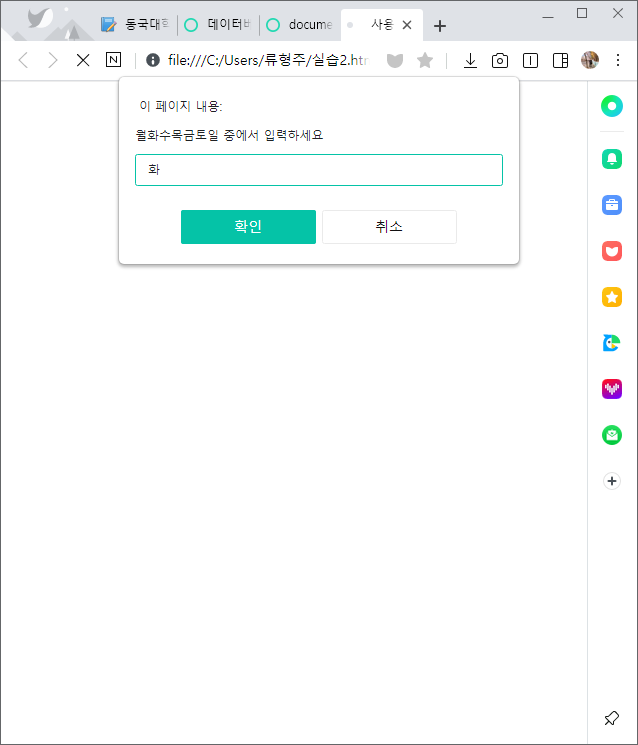 동국대학
데이터베
docume
사용
N
file:///C:/Users/류형주/실습2.htm
이 페이지 내용:
월화수목금토일 중에서 입력하세요
화
확인
취소